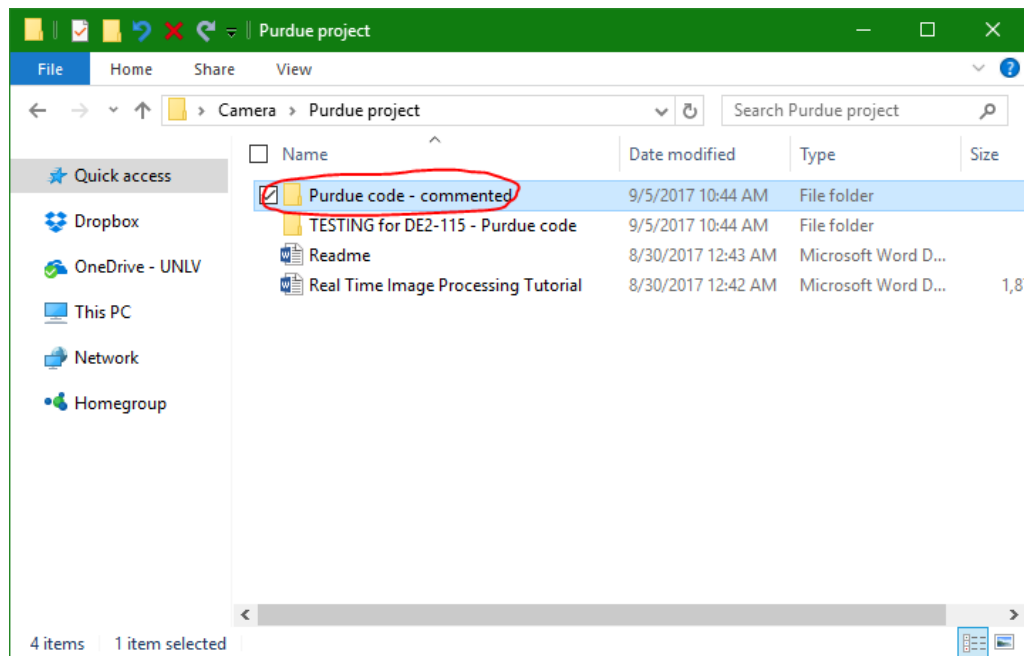 Purdue project
File Home Share View
Camera Purdue project Search Purdue project
Name Date modified Type Size
Quick access
Purdue code - commented 9/5/2017 10:44 AM File folder
Dropbox
TESTING for DE2-115 - Purdue code 9/5/2017 10:44 AM File folder
Readme 8/30/2017 12:43 AM Microsoft Word D...
OneDrive - UNLV
Real Time Image Processing Tutorial 8/30/2017 12:42 AM Microsoft Word D... 1,8
This PC
Network
Homegroup
4 items 1 item selected